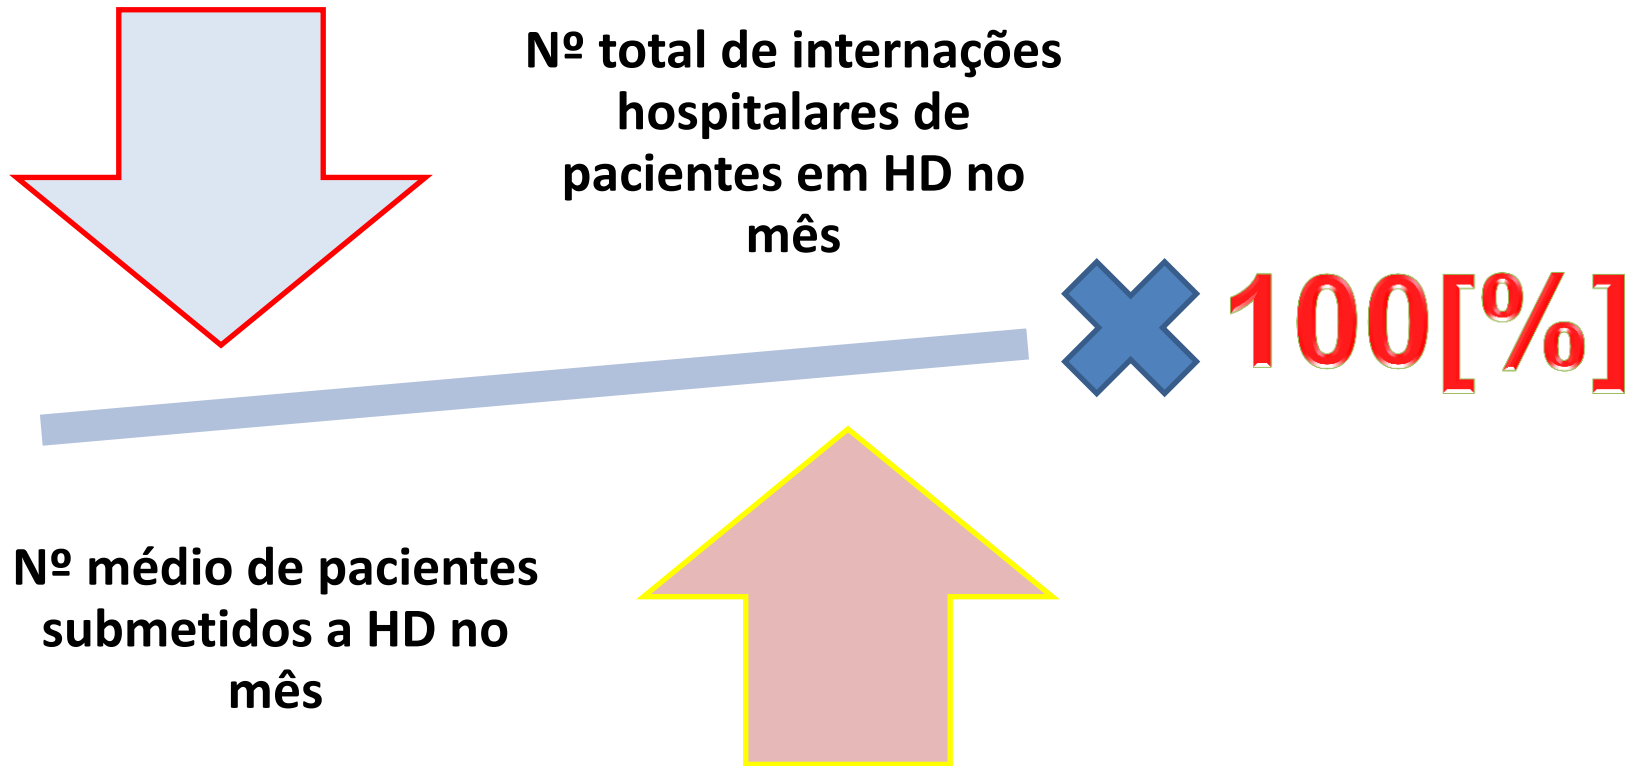 Nº total de internações
hospitalares de
pacientes em HD no
mês
100[%]
Nº médio de pacientes
submetidos a HD no
mês